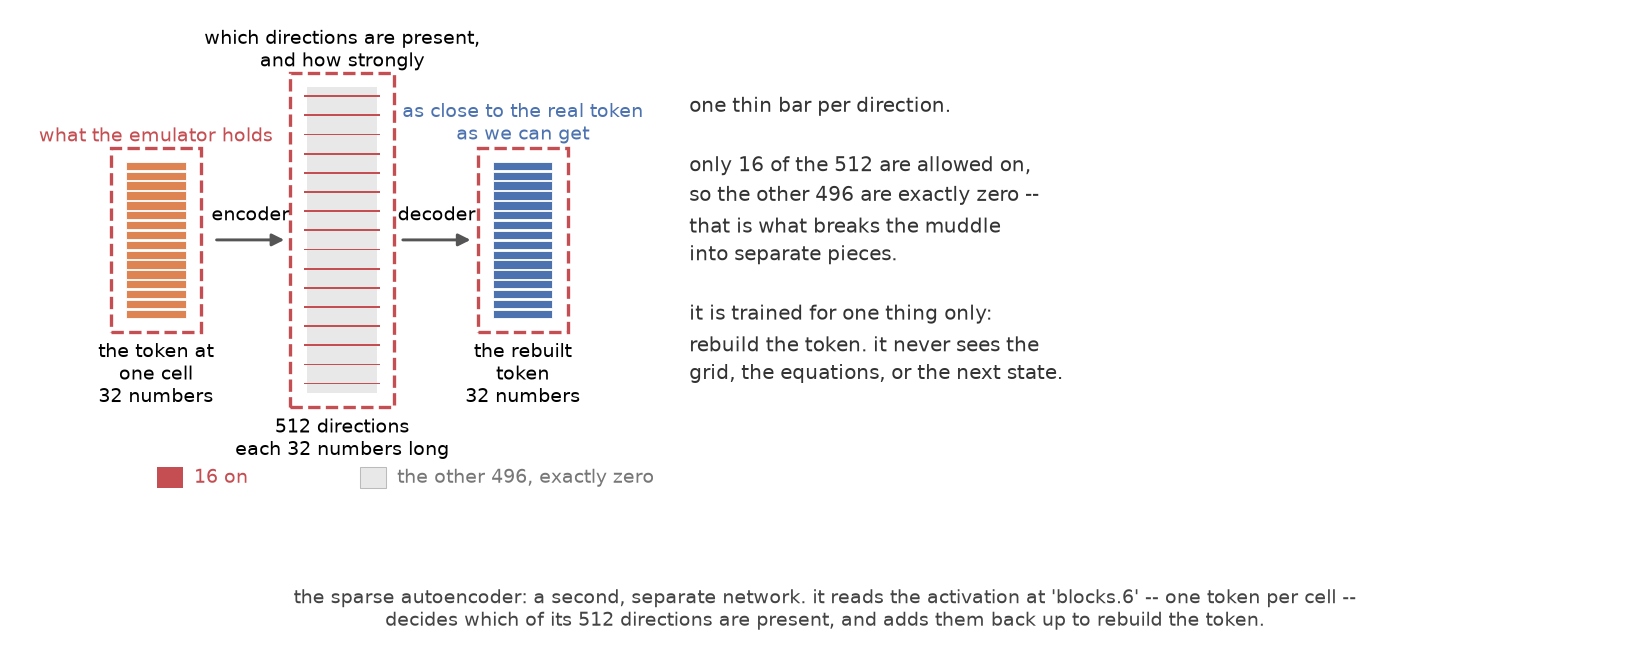 which directions are present,
and how strongly
as close to the real token
as we can get
what the emulator holds
encoder
decoder
the token at
one cell
32 numbers
the rebuilt
token
32 numbers
512 directions
each 32 numbers long
16 on
the other 496, exactly zero
one thin bar per direction.
only 16 of the 512 are allowed on,
so the other 496 are exactly zero --
that is what breaks the muddle
into separate pieces.
it is trained for one thing only:
rebuild the token. it never sees the
grid, the equations, or the next state.
the sparse autoencoder: a second, separate network. it reads the activation at 'blocks.6' -- one token per cell --
decides which of its 512 directions are present, and adds them back up to rebuild the token.